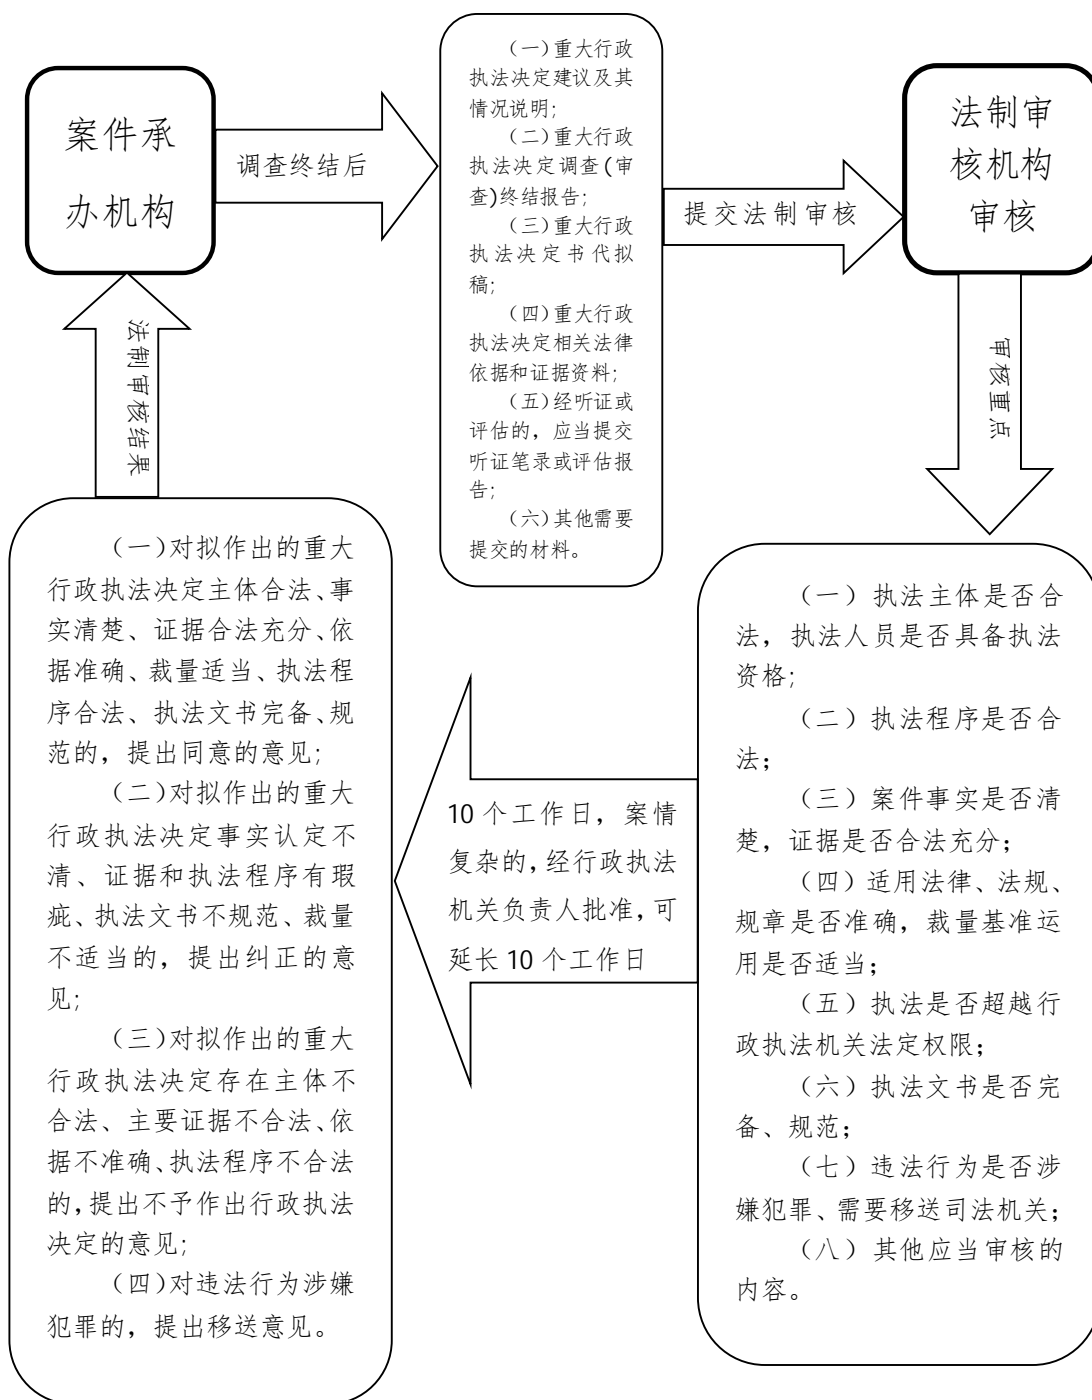 案件承
办机构
调查终结后
（一）重大行政
执法决定建议及其
情况说明；
（二）重大行政
执法决定调查(审
查)终结报告；
（三）重大行政
执法决定书代拟
稿；
（四）重大行政
执法决定相关法律
依据和证据资料；
（五）经听证或
评估的，应当提交
听证笔录或评估报
告；
（六）其他需要
提交的材料。
提交法制审核
法制审
核机构
审核
审核重点
（一）执法主体是否合
法，执法人员是否具备执法
资格；
（二）执法程序是否合
法；
（三）案件事实是否清
楚，证据是否合法充分；
（四）适用法律、法规、
规章是否准确，裁量基准运
用是否适当；
（五）执法是否超越行
政执法机关法定权限；
（六）执法文书是否完
备、规范；
（七）违法行为是否涉
嫌犯罪、需要移送司法机关；
（八）其他应当审核的
内容。
10 个工作日，案情
复杂的，经行政执法
机关负责人批准，可
延长 10 个工作日
（一）对拟作出的重大
行政执法决定主体合法、事
实清楚、证据合法充分、依
据准确、裁量适当、执法程
序合法、执法文书完备、规
范的，提出同意的意见；
（二）对拟作出的重大
行政执法决定事实认定不
清、证据和执法程序有瑕
疵、执法文书不规范、裁量
不适当的，提出纠正的意
见；
（三）对拟作出的重大
行政执法决定存在主体不
合法、主要证据不合法、依
据不准确、执法程序不合法
的，提出不予作出行政执法
决定的意见；
（四）对违法行为涉嫌
犯罪的，提出移送意见。
法制审核结果